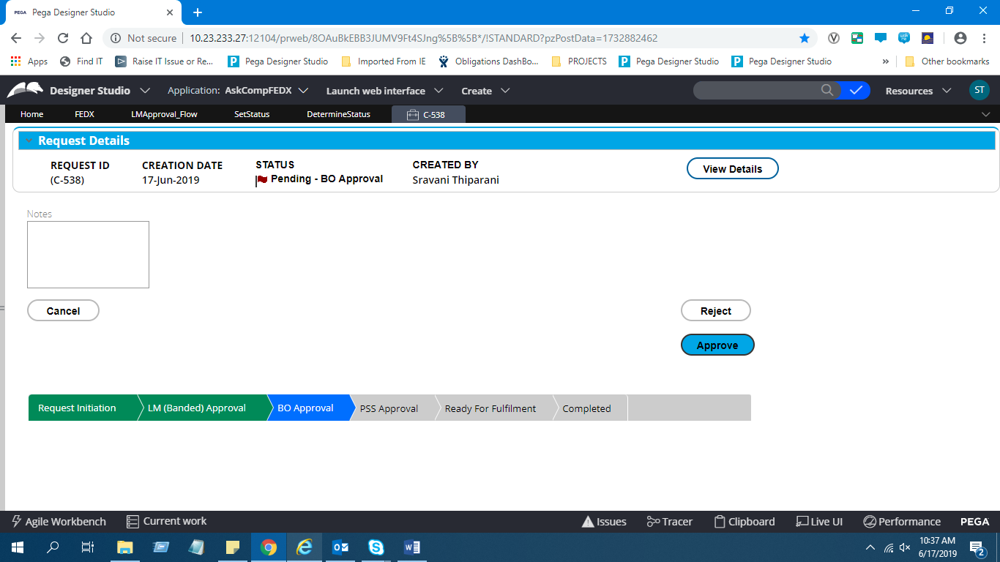 PEGA Pega Designer Studio
Not secure 10.23.233.27:12104/prweb/8OAuBkEBB3JUMV9Ft4SJng%5B%5B*/!STANDARD?pzPostData=1732882462
Apps Find IT Raise IT Issue or Re... Pega Designer Studio Imported From IE Obligations DashBo... PROJECTS Pega Designer Studio Pega Designer Studio » Other bookmarks
Designer Studio Application: AskCompFEDX Launch web interface Create Resources ST
Home FEDX LMApproval_Flow SetStatus DetermineStatus C-538
Request Details
REQUEST ID CREATION DATE STATUS CREATED BY
(C-538) 17-Jun-2019 Pending - BO Approval Sravani Thiparani
View Details
Notes
Cancel Reject
Approve
Request Initiation LM (Banded) Approval BO Approval PSS Approval Ready For Fulfilment Completed
Agile Workbench Current work Issues Tracer Clipboard Live UI Performance PEGA
10:37 AM
6/17/2019
2